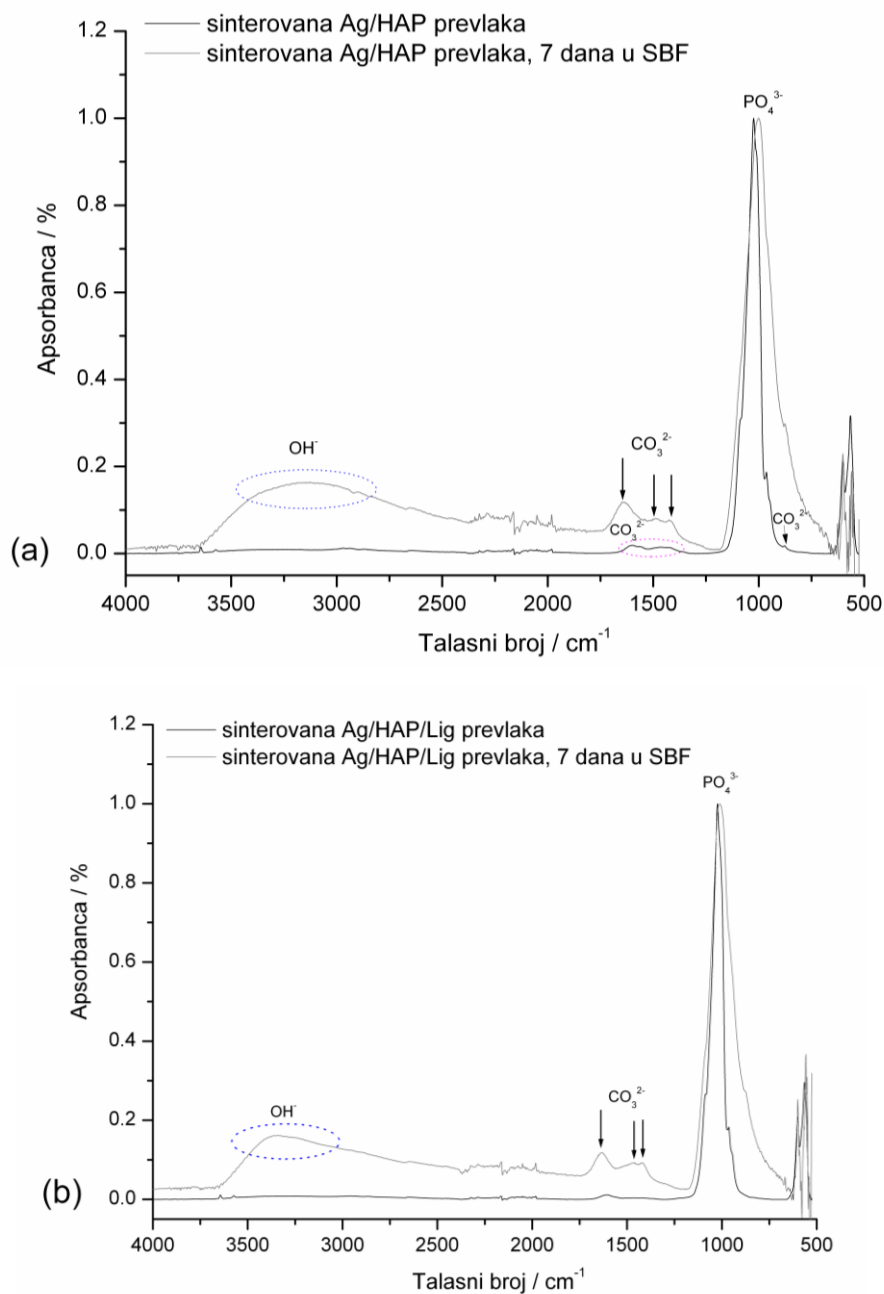 sinterovana Ag/HAP prevlaka
sinterovana Ag/HAP prevlaka, 7 dana u SBF
1.2
1.0
0.8
0.6
0.4
0.2
0.0
Apsorbanca / %
PO₄³⁻
OH⁻
CO₃²⁻
CO₃²⁻
CO₃²⁻
(a)
4000 3500 3000 2500 2000 1500 1000 500
Talasni broj / cm⁻¹
sinterovana Ag/HAP/Lig prevlaka
sinterovana Ag/HAP/Lig prevlaka, 7 dana u SBF
1.2
1.0
0.8
0.6
0.4
0.2
0.0
Apsorbanca / %
PO₄³⁻
OH⁻
CO₃²⁻
(b)
4000 3500 3000 2500 2000 1500 1000 500
Talasni broj / cm⁻¹